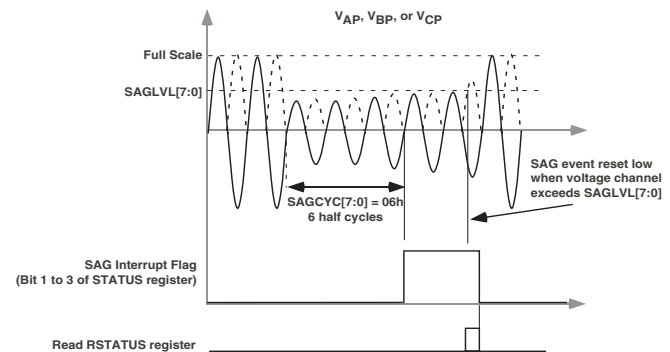 VAP, VBP, or VCP
Full Scale
SAGLVL[7:0]
SAG event reset low
when voltage channel
exceeds SAGLVL[7:0]
SAGCYC[7:0] = 06h
6 half cycles
SAG Interrupt Flag
(Bit 1 to 3 of STATUS register)
Read RSTATUS register